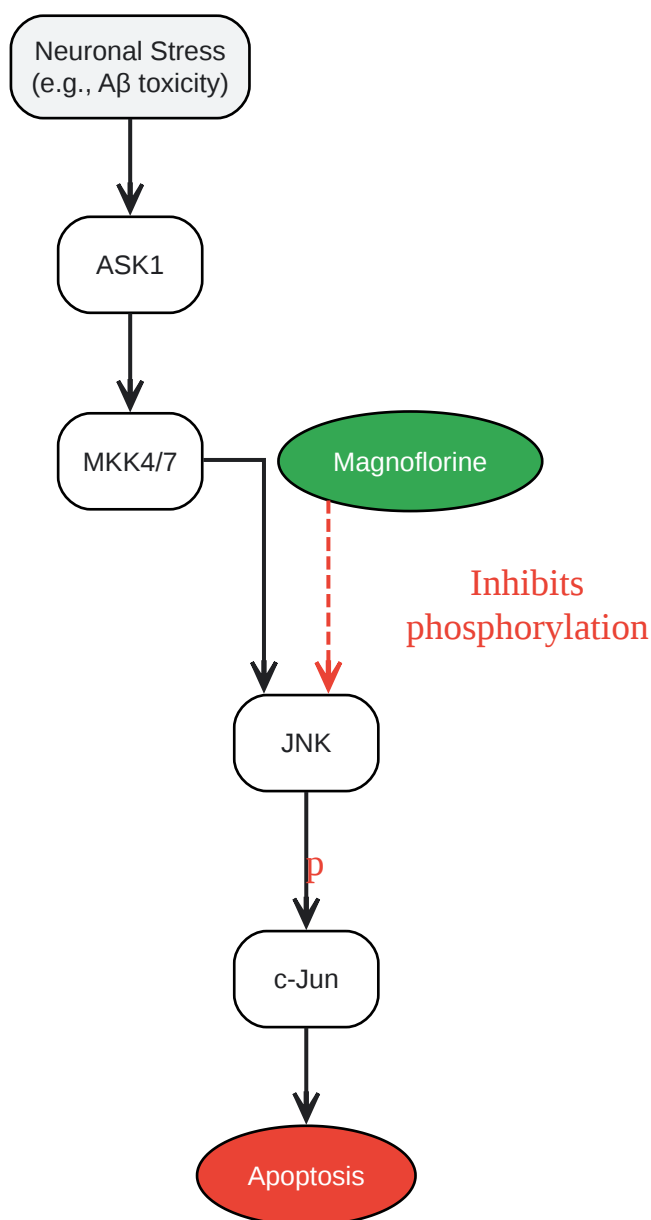 Neuronal Stress
(e.g., Aβ toxicity)
ASK1
MKK4/7
Magnoflorine
Inhibits
phosphorylation
JNK
p
c-Jun
Apoptosis